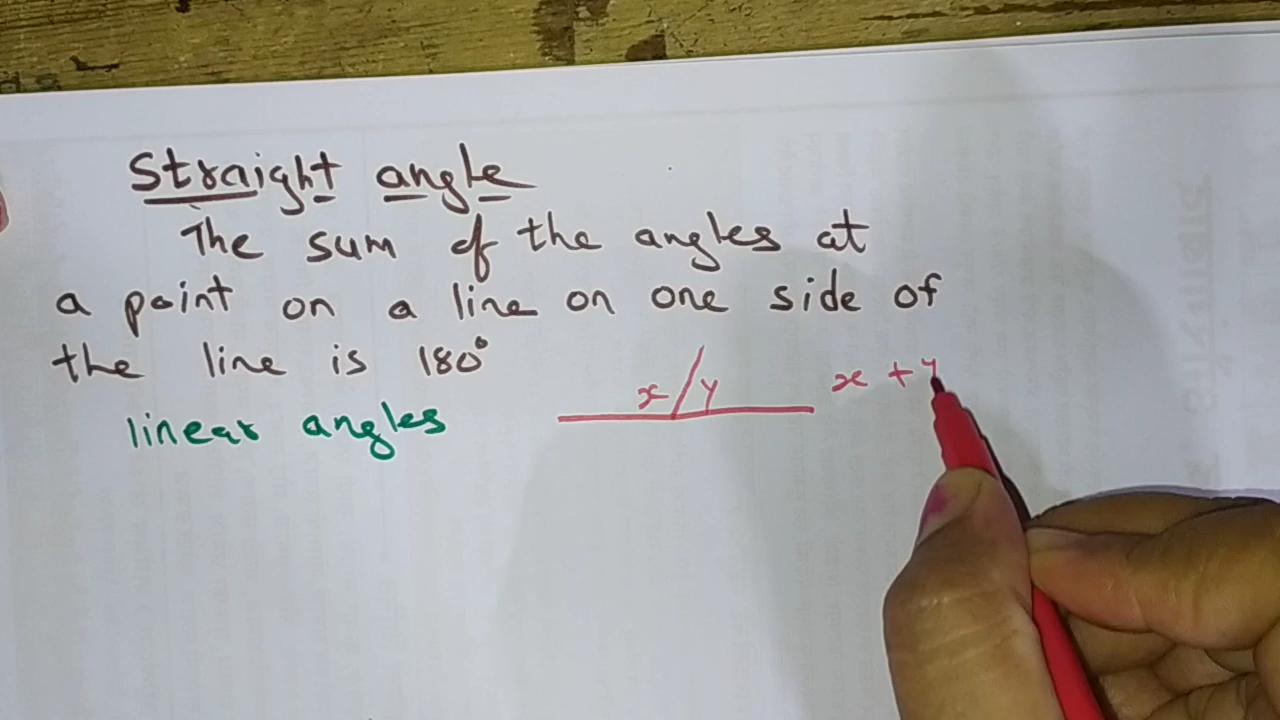 Straight angle
The sum of the angles at
a point on a line on one side of
the line is 180°
x y
x + y
linear angles